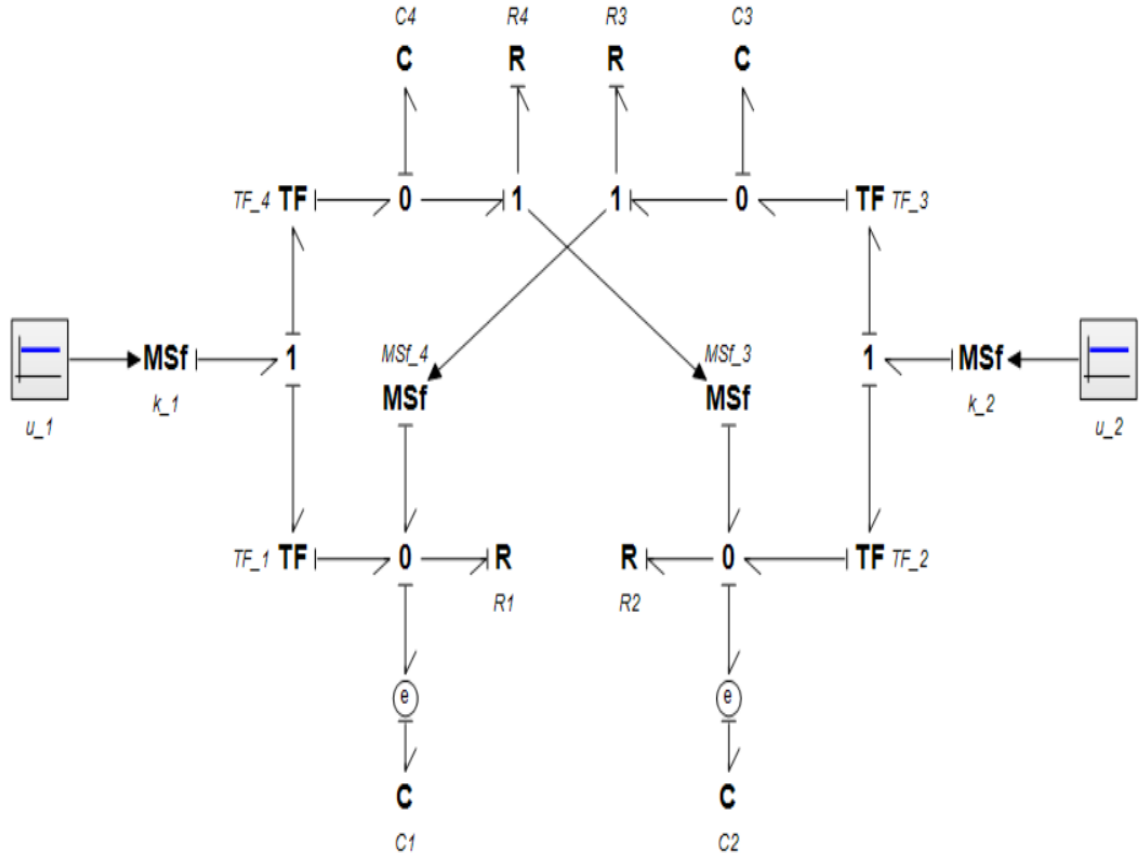 C4 R4 R3 C3
C R R C
TF_4 TF 0 1 1 0 TF TF_3
1 MSf_4 MSf_3 1
MSf MSf
k_1 k_2
u_1 MSf MSf u_2
TF_1 TF 0 R R 0 TF TF_2
R1 R2
e e
C C
C1 C2